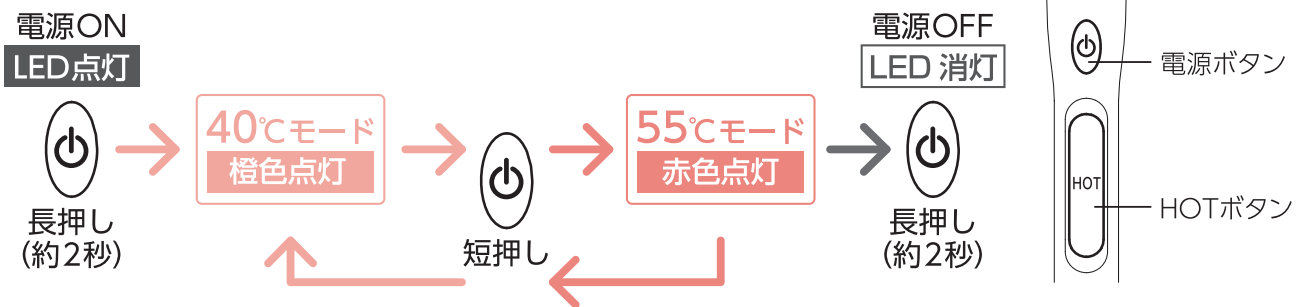 電源ON
LED点灯
長押し
(約2秒)
40℃モード
橙色点灯
短押し
55℃モード
赤色点灯
電源OFF
LED 消灯
長押し
(約2秒)
電源ボタン
HOT
HOTボタン